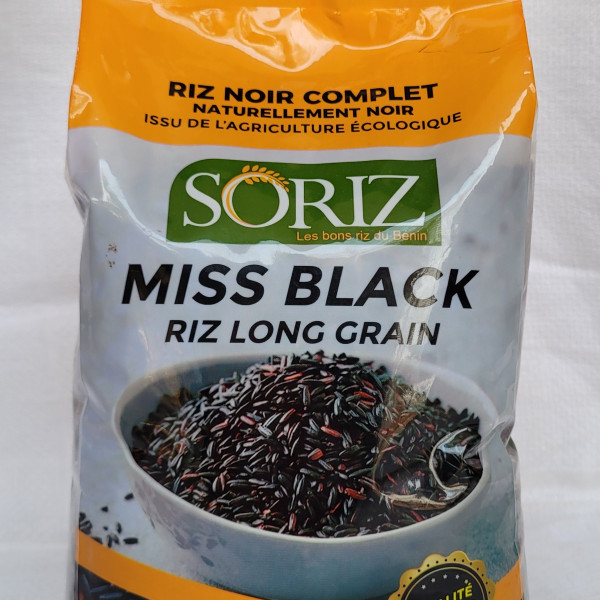 RIZ NOIR COMPLET
NATURELLEMENT NOIR
ISSU DE L'AGRICULTURE ÉCOLOGIQUE
SORIZ
Les bons riz du Bénin
MISS BLACK
RIZ LONG GRAIN